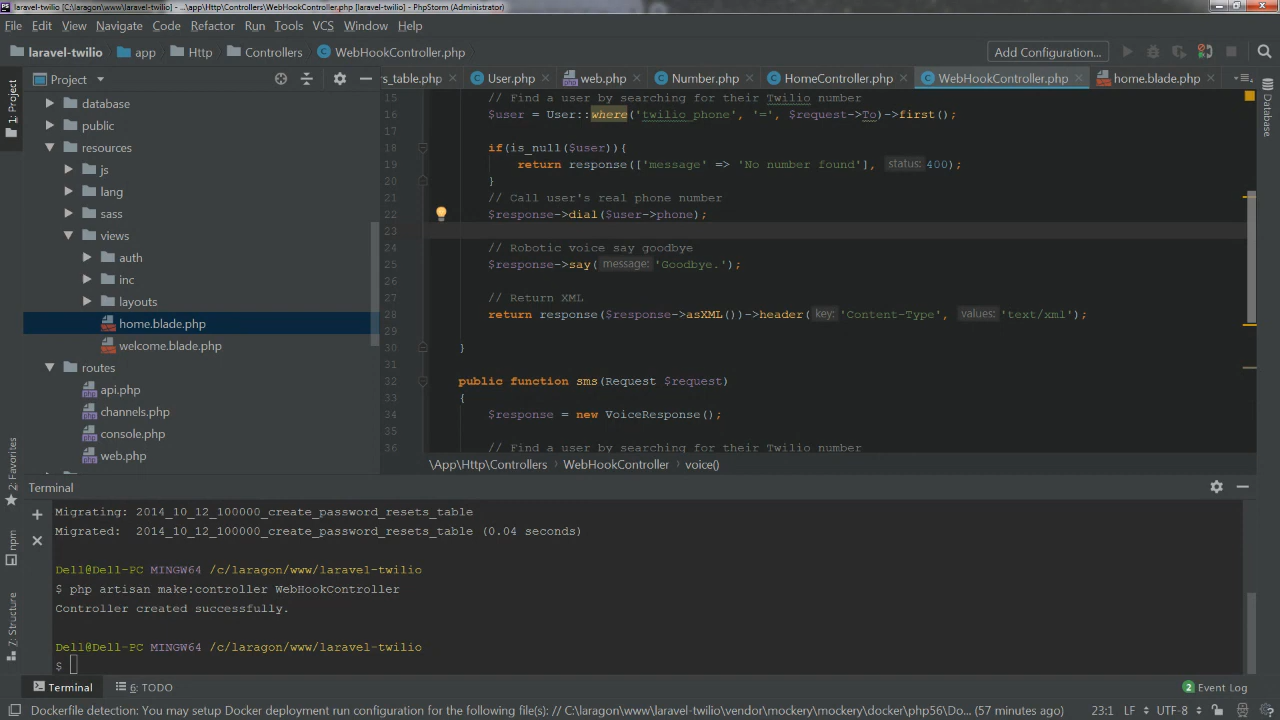 laravel-twilio [C:\laragon\www\laravel-twilio] - ...\app\Http\Controllers\WebHookController.php [laravel-twilio] - PhpStorm (Administrator)
File Edit View Navigate Code Refactor Run Tools VCS Window Help
laravel-twilio app Http Controllers WebHookController.php Add Configuration...
Project rs_table.php User.php web.php Number.php HomeController.php WebHookController.php home.blade.php
1: Project
Database
database
public
resources
js
lang
sass
views
auth
inc
layouts
home.blade.php
welcome.blade.php
routes
api.php
channels.php
console.php
web.php
15 // Find a user by searching for their Twilio number
16 $user = User::where('twilio_phone', '=', $request->To)->first();
17
18 if(is_null($user)){
19 return response(['message' => 'No number found'], status: 400);
20 }
21 // Call user's real phone number
22 $response->dial($user->phone);
23
24 // Robotic voice say goodbye
25 $response->say( message: 'Goodbye.');
26
27 // Return XML
28 return response($response->asXML())->header( key: 'Content-Type', values: 'text/xml');
29
30 }
31
32 public function sms(Request $request)
33 {
34 $response = new VoiceResponse();
35
36 // Find a user by searching for their Twilio number
\App\Http\Controllers WebHookController voice()
2: Favorites
npm
7: Structure
Terminal
Migrating: 2014_10_12_100000_create_password_resets_table
Migrated: 2014_10_12_100000_create_password_resets_table (0.04 seconds)
Dell@Dell-PC MINGW64 /c/laragon/www/laravel-twilio
$ php artisan make:controller WebHookController
Controller created successfully.
Dell@Dell-PC MINGW64 /c/laragon/www/laravel-twilio
$
Terminal 6: TODO 2 Event Log
Dockerfile detection: You may setup Docker deployment run configuration for the following file(s): // C:\laragon\www\laravel-twilio\vendor\mockery\mockery\docker\php56\Do... (57 minutes ago) 23:1 LF UTF-8